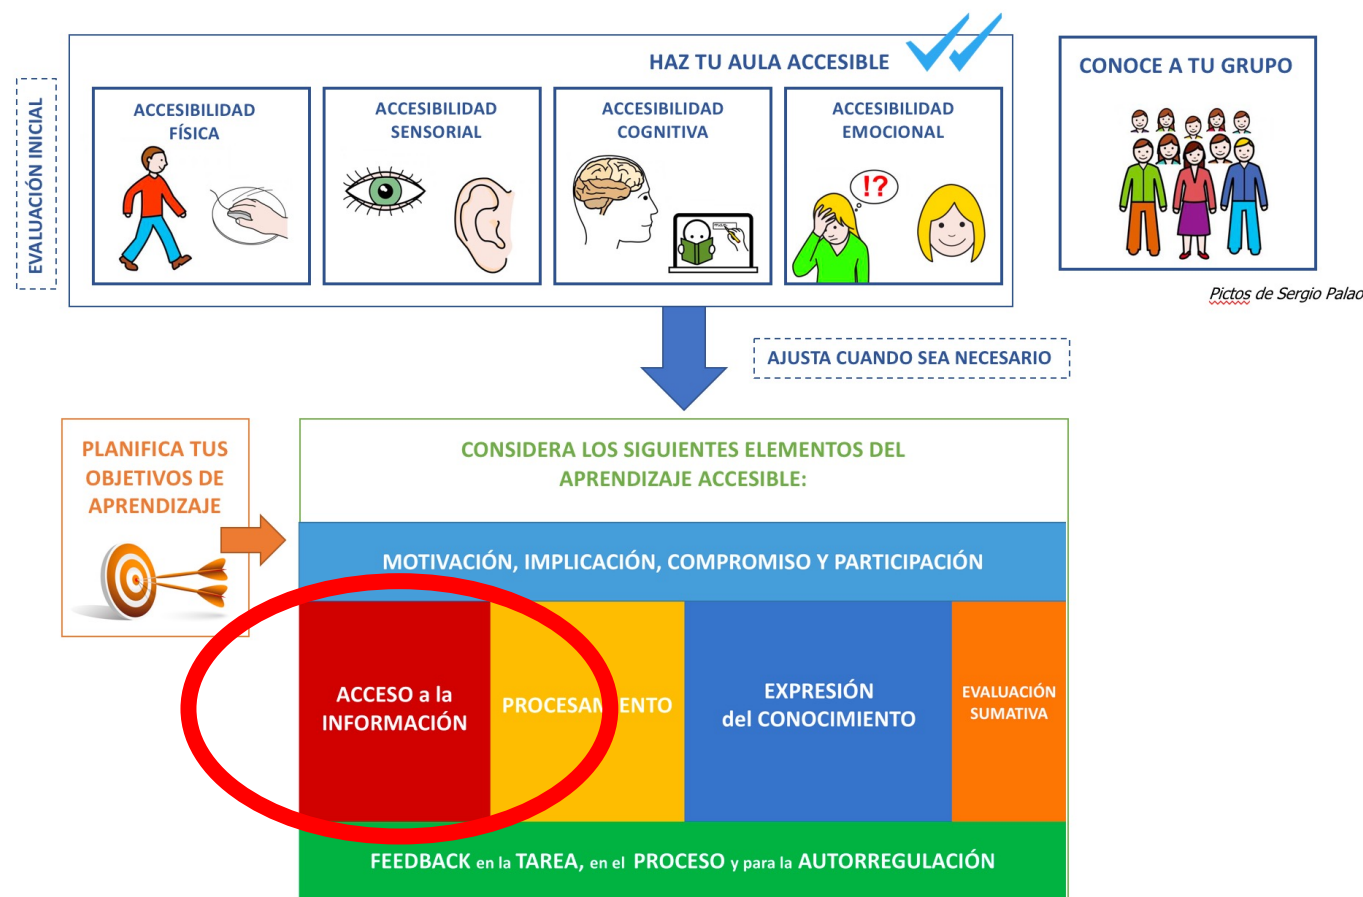 HAZ TU AULA ACCESIBLE
CONOCE A TU GRUPO
EVALUACIÓN INICIAL
ACCESIBILIDAD
FÍSICA
ACCESIBILIDAD
SENSORIAL
ACCESIBILIDAD
COGNITIVA
ACCESIBILIDAD
EMOCIONAL
!?
Pictos de Sergio Palao
AJUSTA CUANDO SEA NECESARIO
PLANIFICA TUS
OBJETIVOS DE
APRENDIZAJE
CONSIDERA LOS SIGUIENTES ELEMENTOS DEL
APRENDIZAJE ACCESIBLE:
MOTIVACIÓN, IMPLICACIÓN, COMPROMISO Y PARTICIPACIÓN
ACCESO a la
INFORMACIÓN
PROCESAMIENTO
EXPRESIÓN
del CONOCIMIENTO
EVALUACIÓN
SUMATIVA
FEEDBACK en la TAREA, en el PROCESO y para la AUTORREGULACIÓN